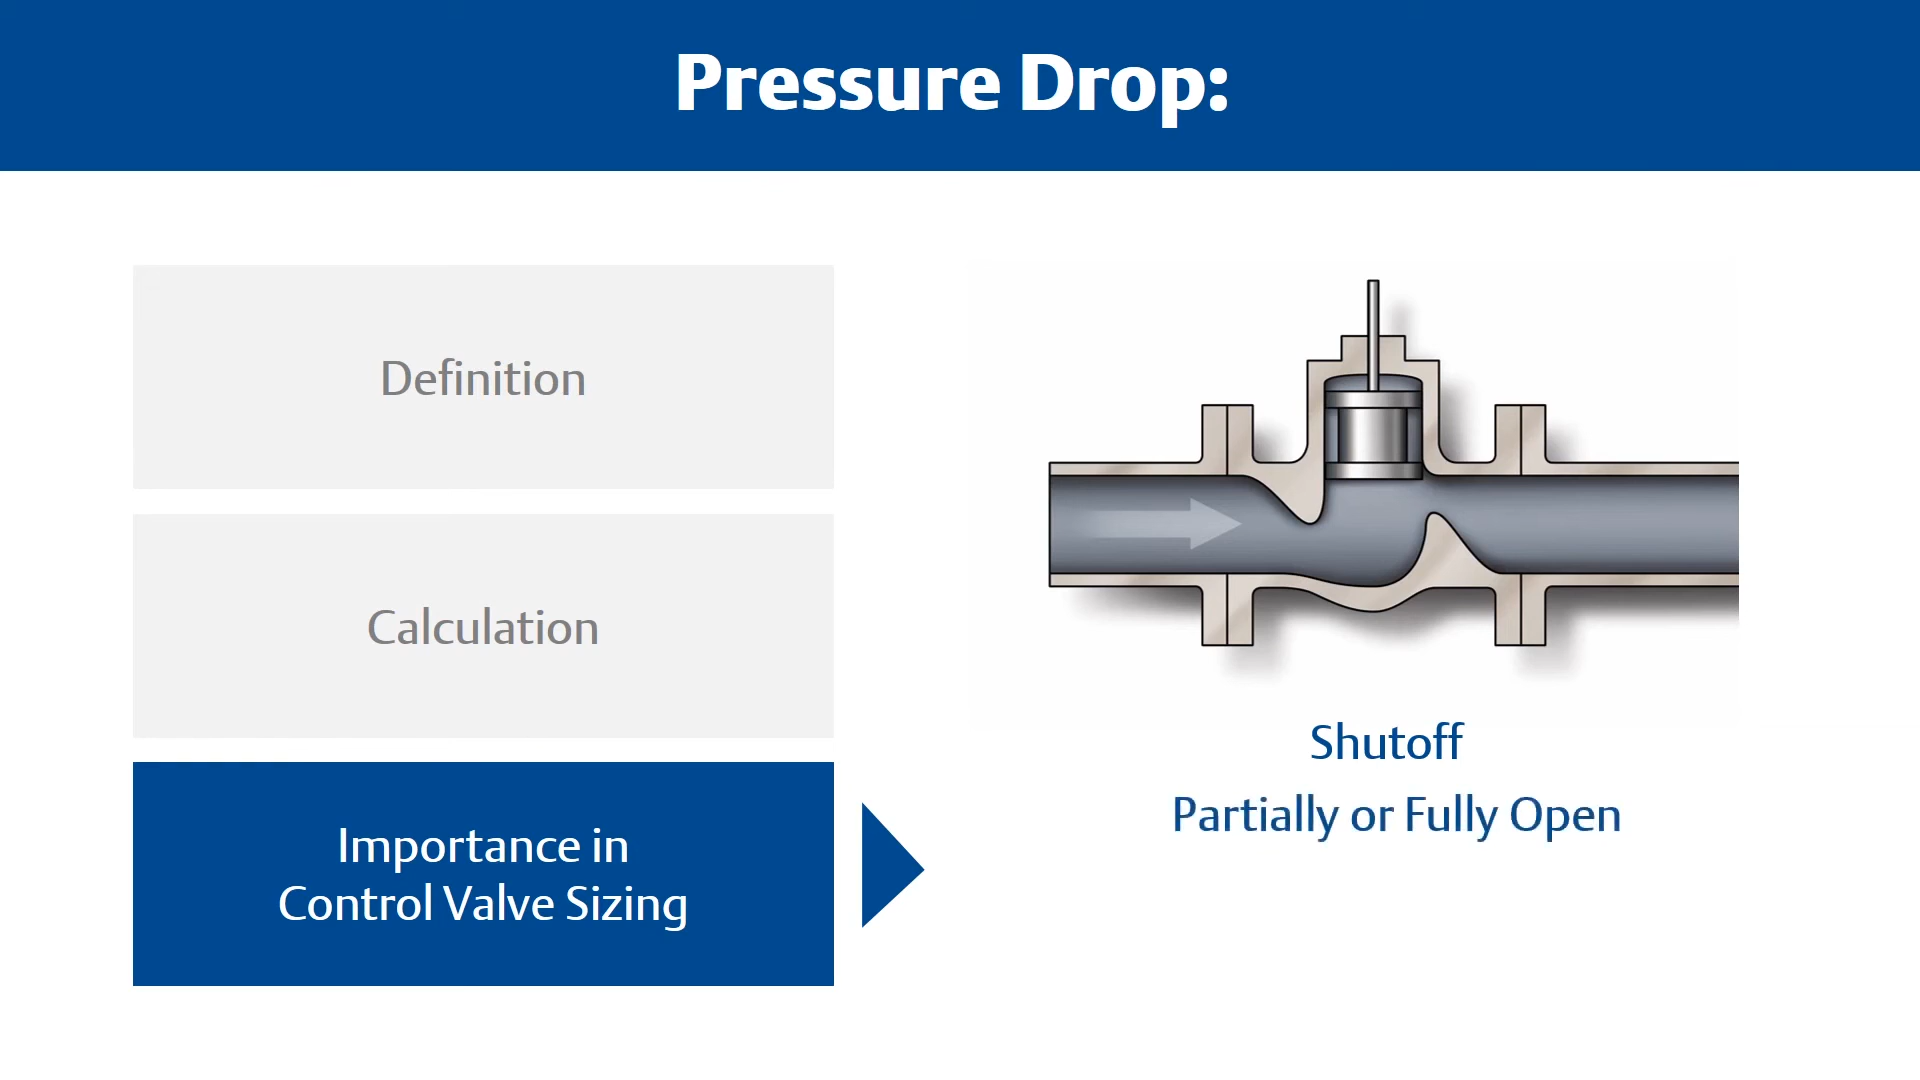 Pressure Drop:
Definition
Calculation
Importance in
Control Valve Sizing
Shutoff
Partially or Fully Open